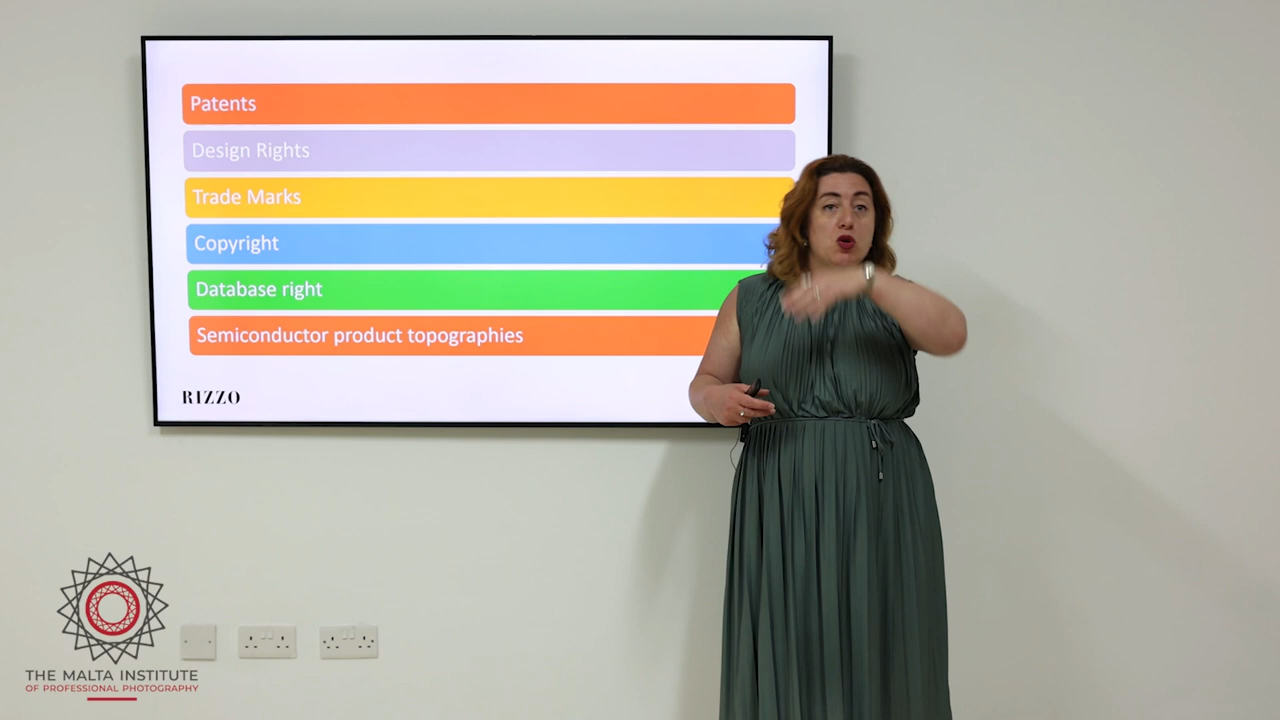 Patents
Design Rights
Trade Marks
Copyright
Database right
Semiconductor product topographies
RIZZO
THE MALTA INSTITUTE
OF PROFESSIONAL PHOTOGRAPHY